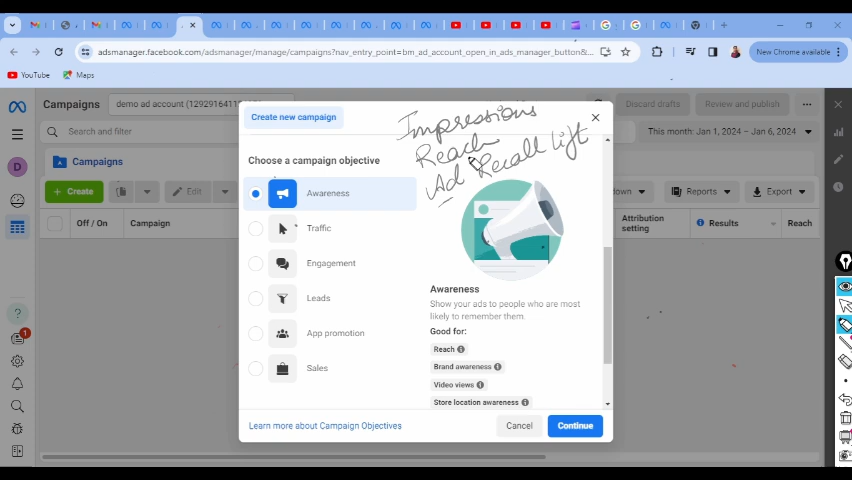 adsmanager.facebook.com/adsmanager/manage/campaigns?nav_entry_point=bm_ad_account_open_in_ads_manager_button&...
New Chrome available
YouTube
Maps
Campaigns
demo ad account
Discard drafts
Review and publish
Search and filter
This month: Jan 1, 2024 – Jan 6, 2024
Campaigns
Create
Edit
Reports
Export
Off / On
Campaign
Attribution setting
Results
Reach
Create new campaign
Impressions
Reach
Ad Recall lift
Choose a campaign objective
Awareness
Traffic
Engagement
Leads
App promotion
Sales
Awareness
Show your ads to people who are most
likely to remember them.
Good for:
Reach
Brand awareness
Video views
Store location awareness
Learn more about Campaign Objectives
Cancel
Continue
D
1